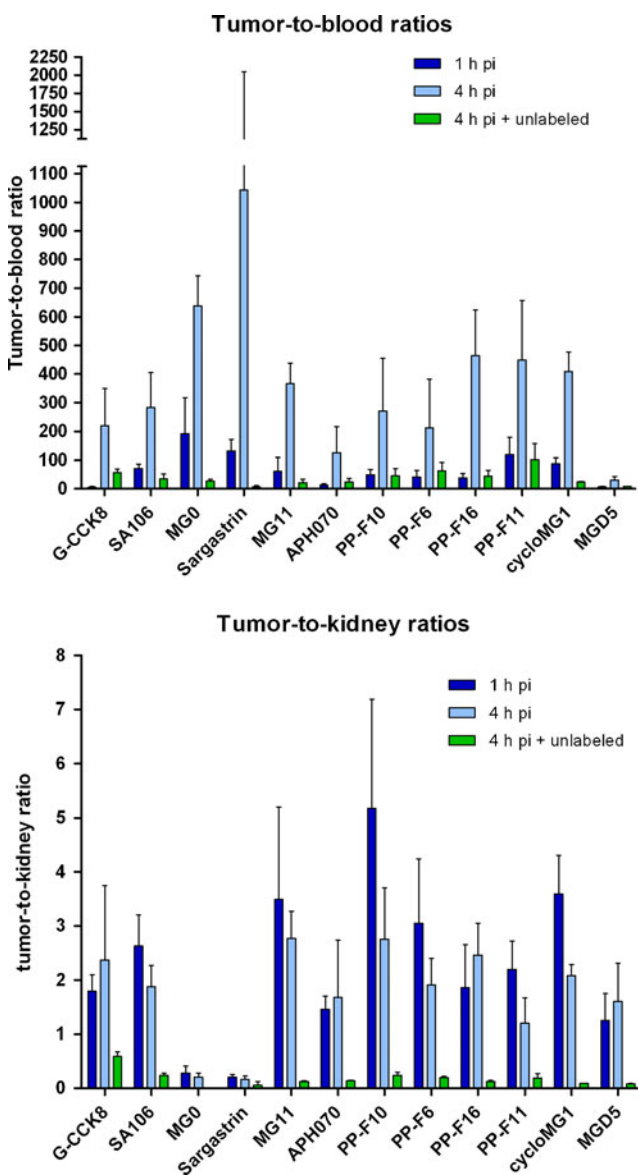 Tumor-to-blood ratios
2250
2000
1750
1500
1250
1100
1000
900
800
700
600
500
400
300
200
100
0
Tumor-to-blood ratio
1 h pi
4 h pi
4 h pi + unlabeled
G-CCK8
SA106
MG0
Sargastrin
MG11
APH070
PP-F10
PP-F6
PP-F16
PP-F11
cycloMG1
MGD5
Tumor-to-kidney ratios
8
7
6
5
4
3
2
1
0
tumor-to-kidney ratio
1 h pi
4 h pi
4 h pi + unlabeled
G-CCK8
SA106
MG0
Sargastrin
MG11
APH070
PP-F10
PP-F6
PP-F16
PP-F11
cycloMG1
MGD5